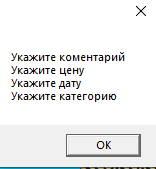 Укажите коментарий
Укажите цену
Укажите дату
Укажите категорию
OK